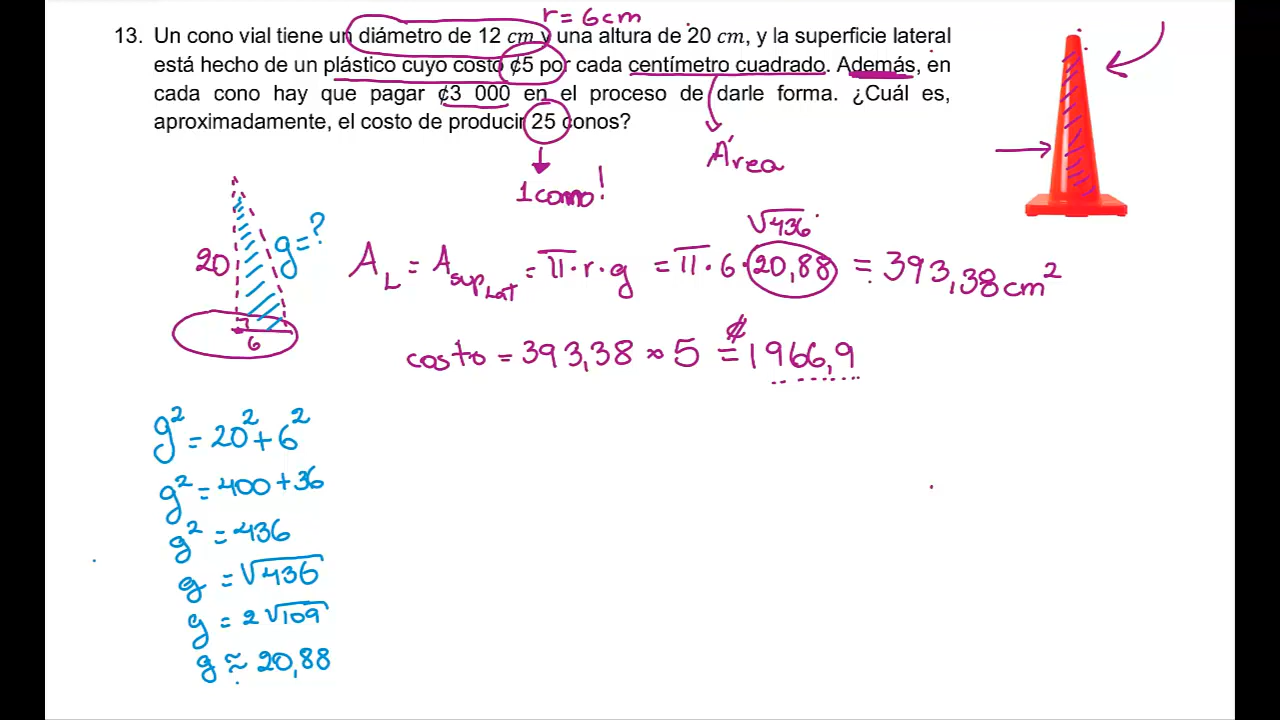 r = 6cm
13. Un cono vial tiene un diámetro de 12 cm y una altura de 20 cm, y la superficie lateral
está hecho de un plástico cuyo costo ₡5 por cada centímetro cuadrado. Además, en
cada cono hay que pagar ₡3 000 en el proceso de darle forma. ¿Cuál es,
aproximadamente, el costo de producir 25 conos?
Área
1 cono!
√436
20
g = ?
6
A_L = A_sup Lat = π · r · g = π · 6 · 20,88 = 393,38 cm²
costo = 393,38 × 5 = ₡1966,9
g² = 20² + 6²
g² = 400 + 36
g² = 436
g = √436
g = 2√109
g ≈ 20,88